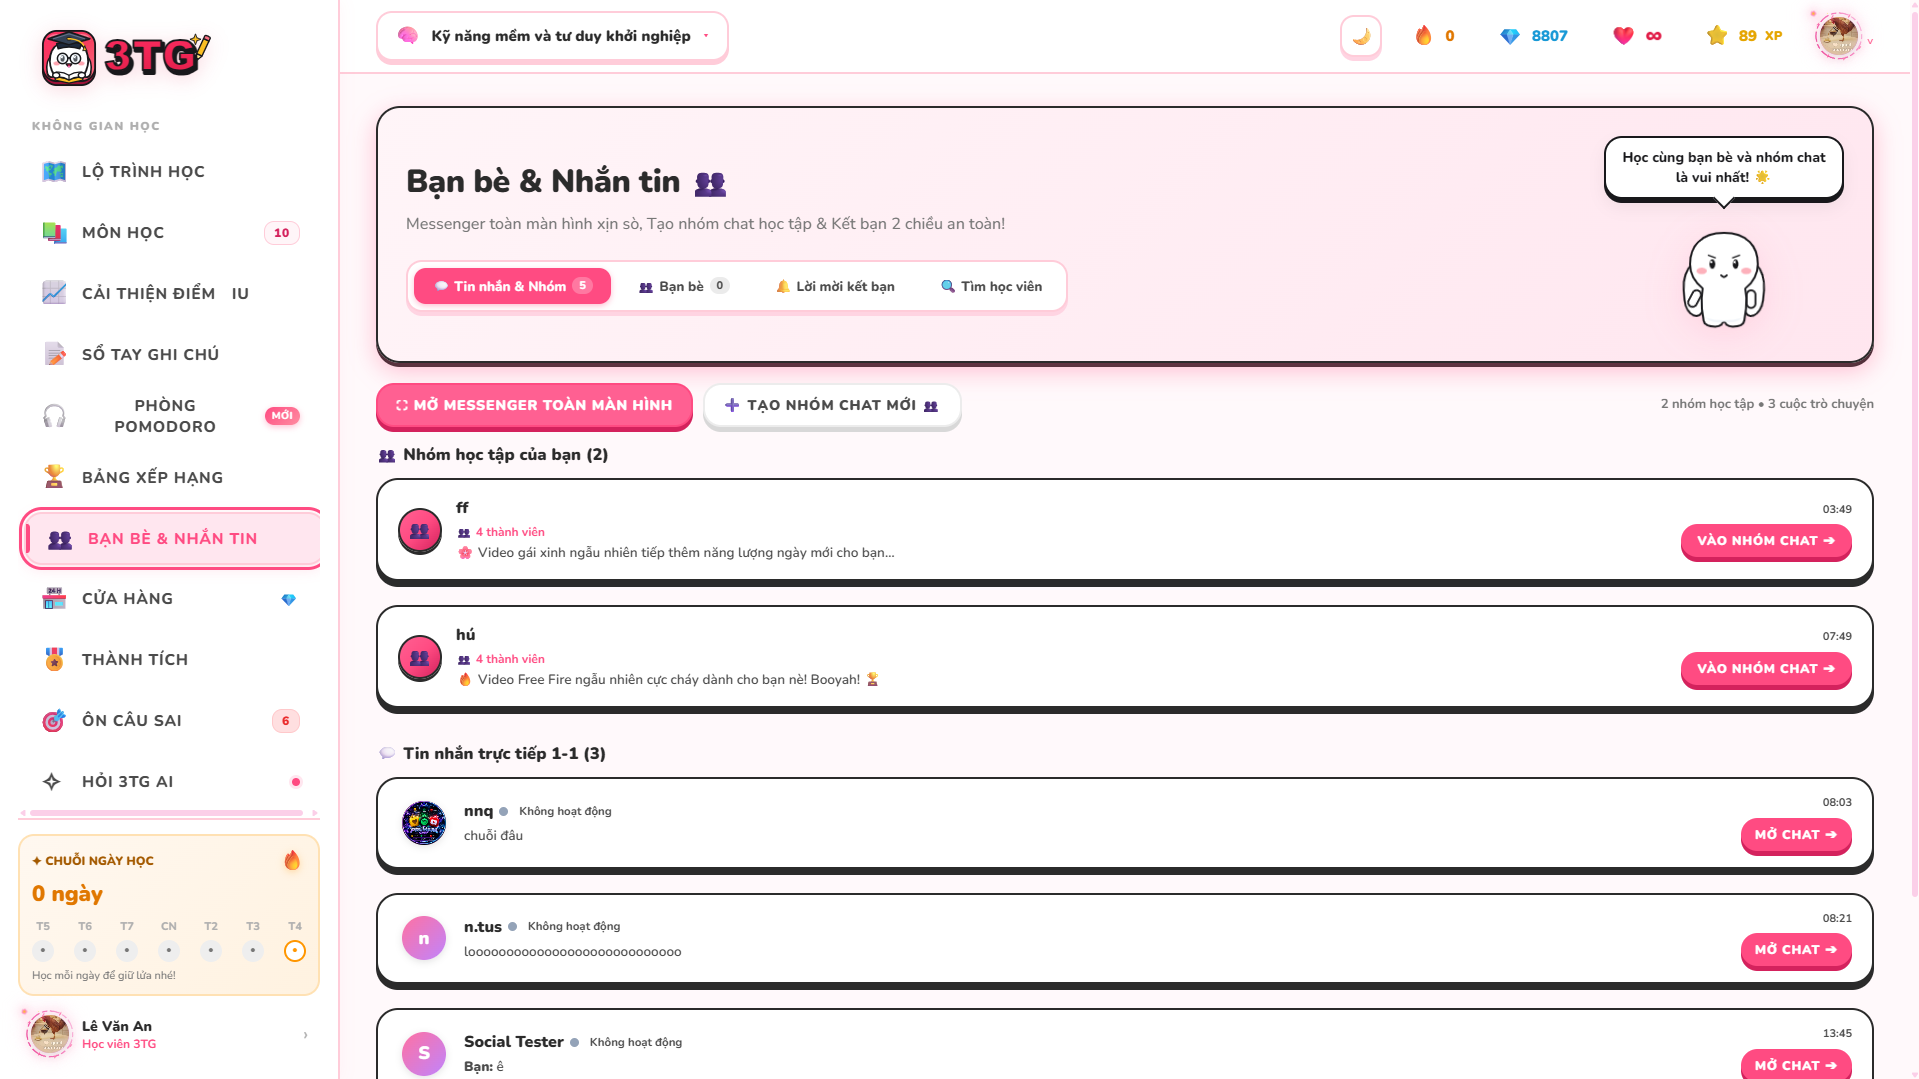 3TG
KHÔNG GIAN HỌC
LỘ TRÌNH HỌC
MÔN HỌC 10
CẢI THIỆN ĐIỂM IU
SỔ TAY GHI CHÚ
PHÒNG
POMODORO
MỚI
BẢNG XẾP HẠNG
BẠN BÈ & NHẮN TIN
CỬA HÀNG
THÀNH TÍCH
ÔN CÂU SAI 6
HỎI 3TG AI
CHUỖI NGÀY HỌC
0 ngày
T5 T6 T7 CN T2 T3 T4
Học mỗi ngày để giữ lửa nhé!
Lê Văn An
Học viên 3TG
Kỹ năng mềm và tư duy khởi nghiệp
0 8807 ∞ 89 XP
Bạn bè & Nhắn tin
Messenger toàn màn hình xịn sò, Tạo nhóm chat học tập & Kết bạn 2 chiều an toàn!
Tin nhắn & Nhóm 5 Bạn bè 0 Lời mời kết bạn Tìm học viên
Học cùng bạn bè và nhóm chat
là vui nhất!
MỞ MESSENGER TOÀN MÀN HÌNH
TẠO NHÓM CHAT MỚI
2 nhóm học tập • 3 cuộc trò chuyện
Nhóm học tập của bạn (2)
ff
4 thành viên
Video gái xinh ngẫu nhiên tiếp thêm năng lượng ngày mới cho bạn...
03:49
VÀO NHÓM CHAT ➔
hú
4 thành viên
Video Free Fire ngẫu nhiên cực cháy dành cho bạn nè! Booyah!
07:49
VÀO NHÓM CHAT ➔
Tin nhắn trực tiếp 1-1 (3)
nnq Không hoạt động
chuỗi đâu
08:03
MỞ CHAT ➔
n
n.tus Không hoạt động
loooooooooooooooooooooooooooo
08:21
MỞ CHAT ➔
S
Social Tester Không hoạt động
Bạn: ê
13:45
MỞ CHAT ➔